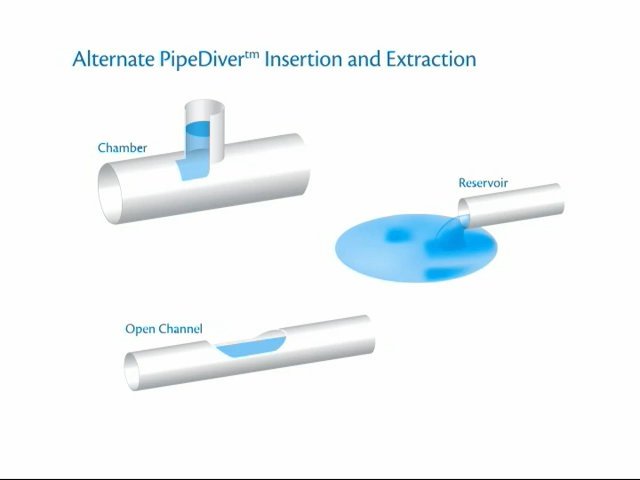 Alternate PipeDiver™ Insertion and Extraction
Chamber
Reservoir
Open Channel